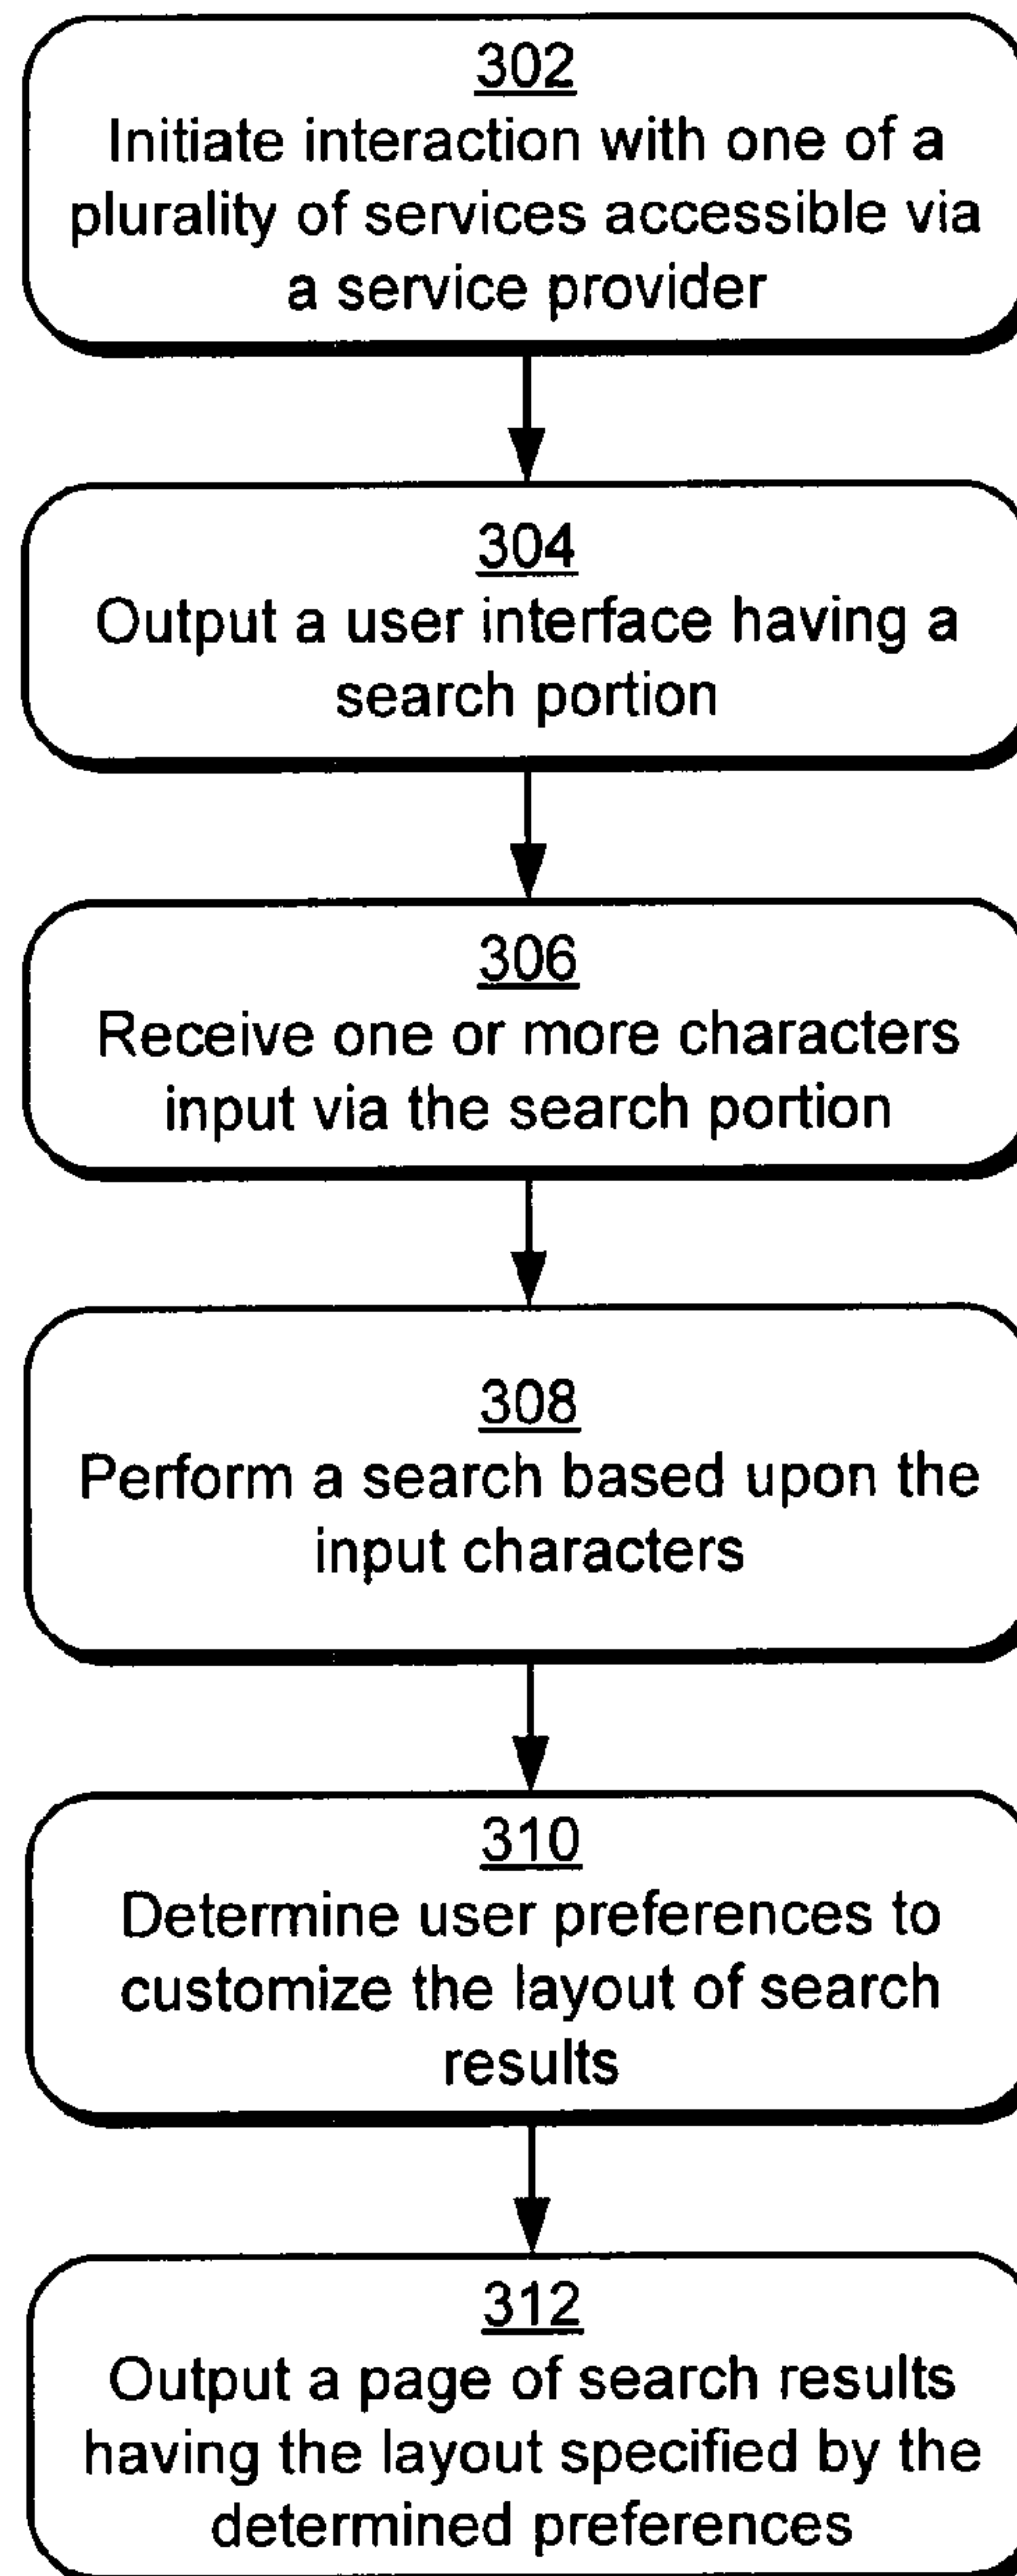 302
Initiate interaction with one of a
plurality of services accessible via
a service provider
304
Output a user interface having a
search portion
306
Receive one or more characters
input via the search portion
308
Perform a search based upon the
input characters
310
Determine user preferences to
customize the layout of search
results
312
Output a page of search results
having the layout specified by the
determined preferences